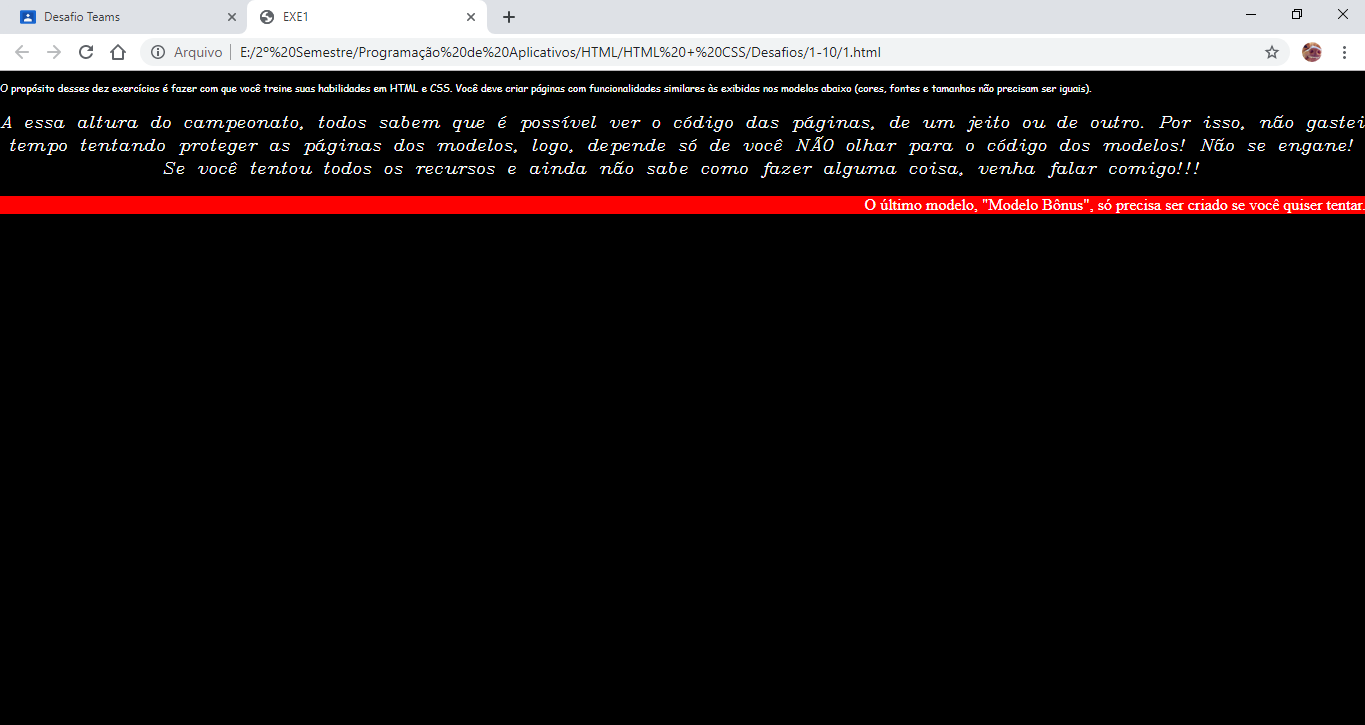 Desafio Teams
EXE1
Arquivo
E:/2º%20Semestre/Programação%20de%20Aplicativos/HTML/HTML%20+%20CSS/Desafios/1-10/1.html
O propósito desses dez exercícios é fazer com que você treine suas habilidades em HTML e CSS. Você deve criar páginas com funcionalidades similares às exibidas nos modelos abaixo (cores, fontes e tamanhos não precisam ser iguais).
A essa altura do campeonato, todos sabem que é possível ver o código das páginas, de um jeito ou de outro. Por isso, não gastei
tempo tentando proteger as páginas dos modelos, logo, depende só de você NÃO olhar para o código dos modelos! Não se engane!
Se você tentou todos os recursos e ainda não sabe como fazer alguma coisa, venha falar comigo!!!
O último modelo, "Modelo Bônus", só precisa ser criado se você quiser tentar.